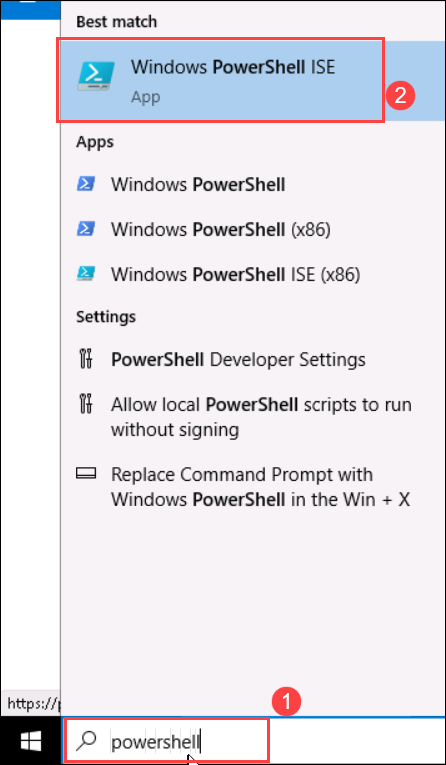 Best match
Windows PowerShell ISE
App
2
Apps
Windows PowerShell
Windows PowerShell (x86)
Windows PowerShell ISE (x86)
Settings
PowerShell Developer Settings
Allow local PowerShell scripts to run
without signing
Replace Command Prompt with
Windows PowerShell in the Win + X
https://p
1
powershell